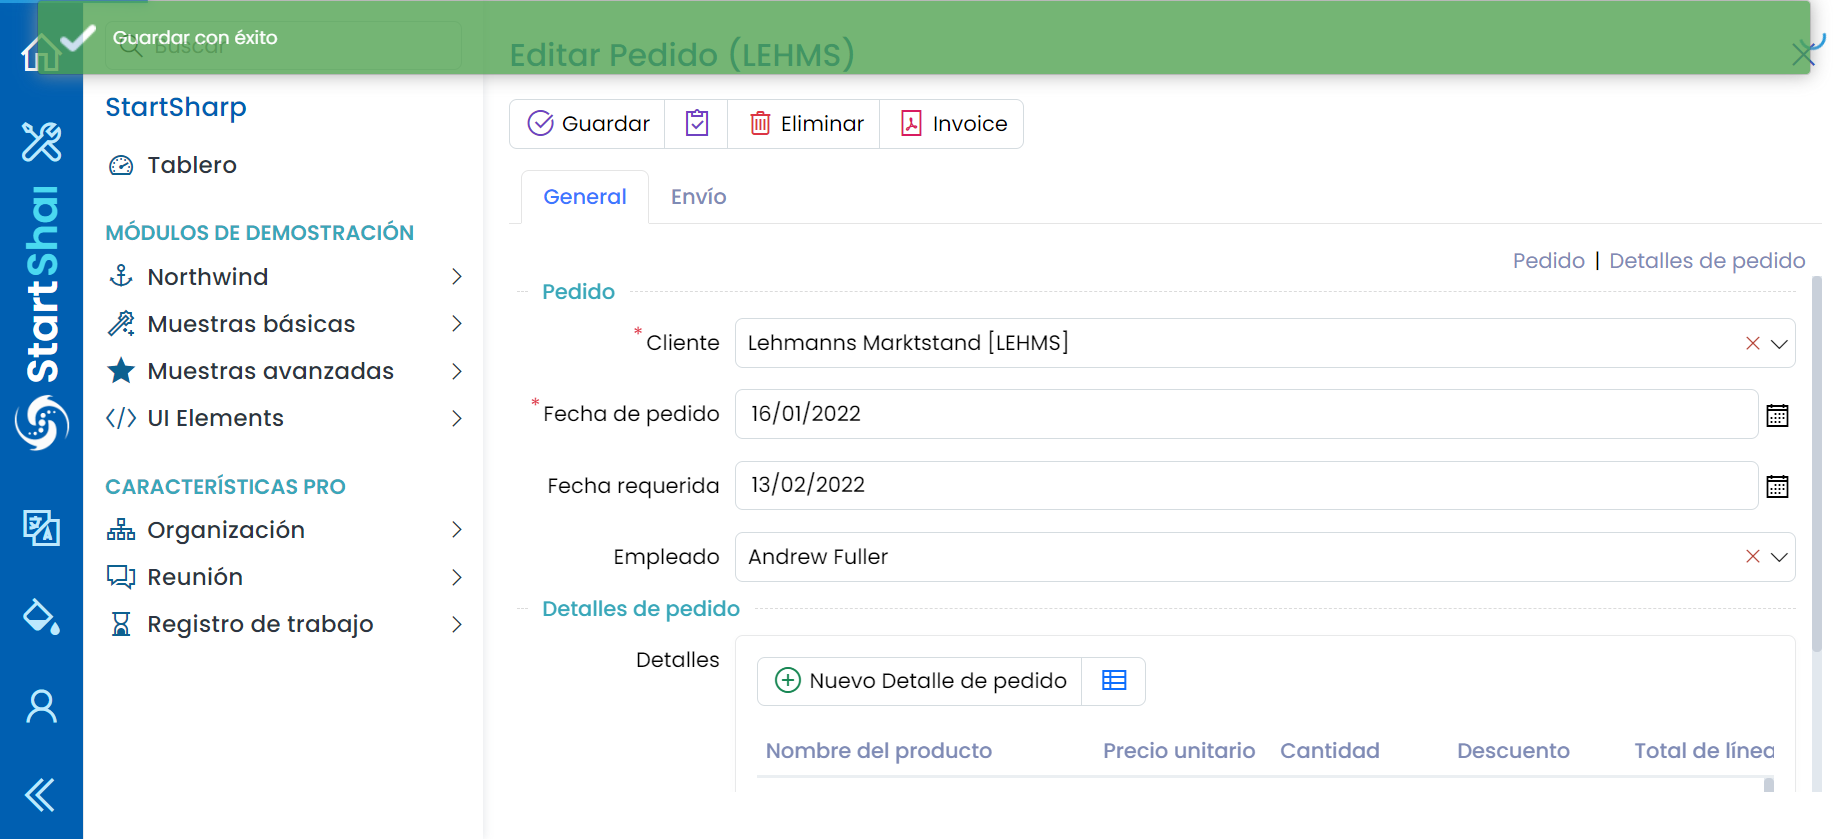 Guardar con éxito
Buscar
Editar Pedido (LEHMS)
StartSharp
StartShar
Tablero
MÓDULOS DE DEMOSTRACIÓN
Northwind
Muestras básicas
Muestras avanzadas
UI Elements
CARACTERÍSTICAS PRO
Organización
Reunión
Registro de trabajo
Guardar
Eliminar
Invoice
General
Envío
Pedido | Detalles de pedido
Pedido
* Cliente
Lehmanns Marktstand [LEHMS]
* Fecha de pedido
16/01/2022
Fecha requerida
13/02/2022
Empleado
Andrew Fuller
Detalles de pedido
Detalles
Nuevo Detalle de pedido
Nombre del producto Precio unitario Cantidad Descuento Total de línea